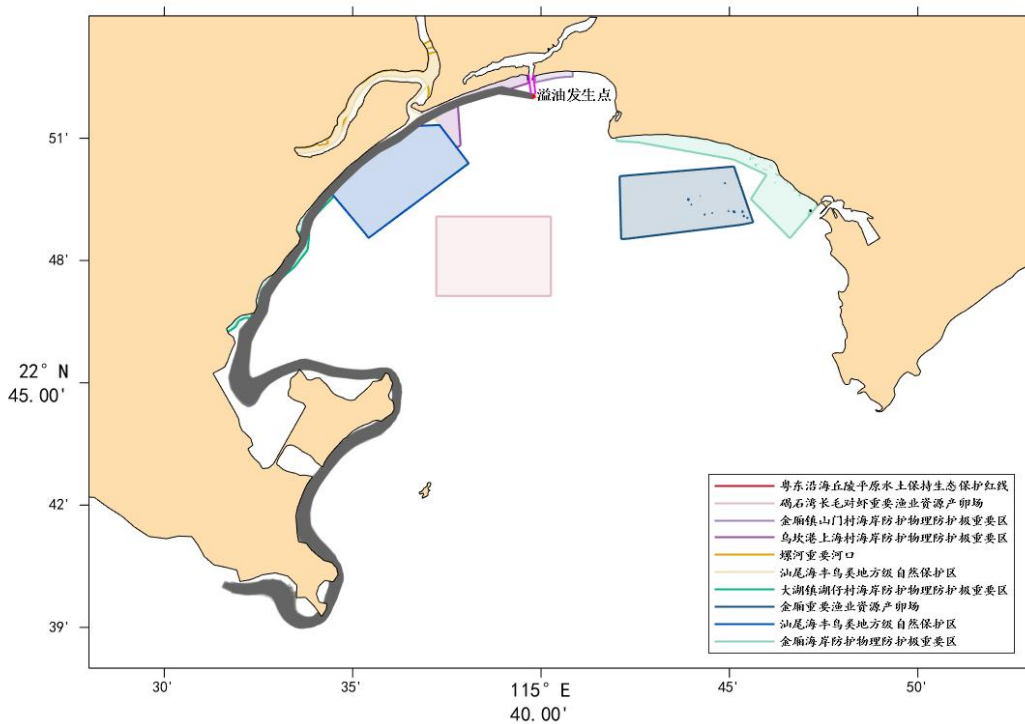 溢油发生点
51'
48'
22° N
45.00'
42'
39'
30'
35'
115° E
40.00'
45'
50'
粤东沿海丘陵平原水土保持生态保护红线
碣石湾长毛对虾重要渔业资源产卵场
金厢镇山门村海岸防护物理防护极重要区
乌坎港上海村海岸防护物理防护极重要区
螺河重要河口
汕尾海丰鸟类地方级自然保护区
大湖镇湖仔村海岸防护物理防护极重要区
金厢重要渔业资源产卵场
汕尾海丰鸟类地方级自然保护区
金厢海岸防护物理防护极重要区